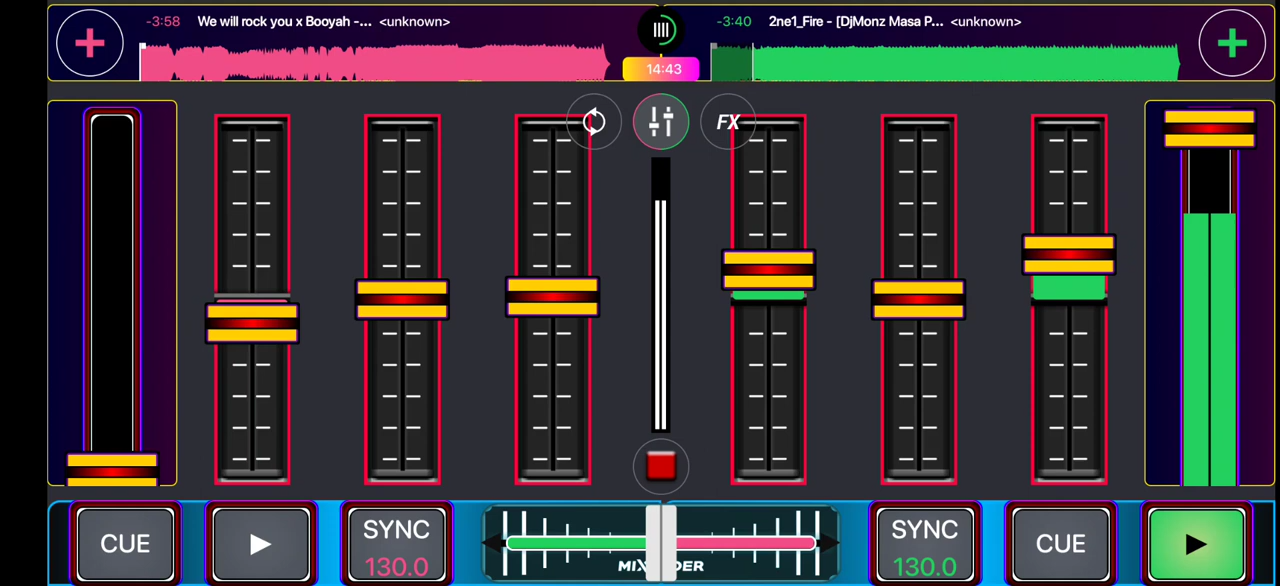 -3:58 We will rock you x Booyah -... <unknown>
-3:40 2ne1_Fire - [DjMonz Masa P... <unknown>
14:43
FX
CUE
SYNC
130.0
SYNC
130.0
CUE